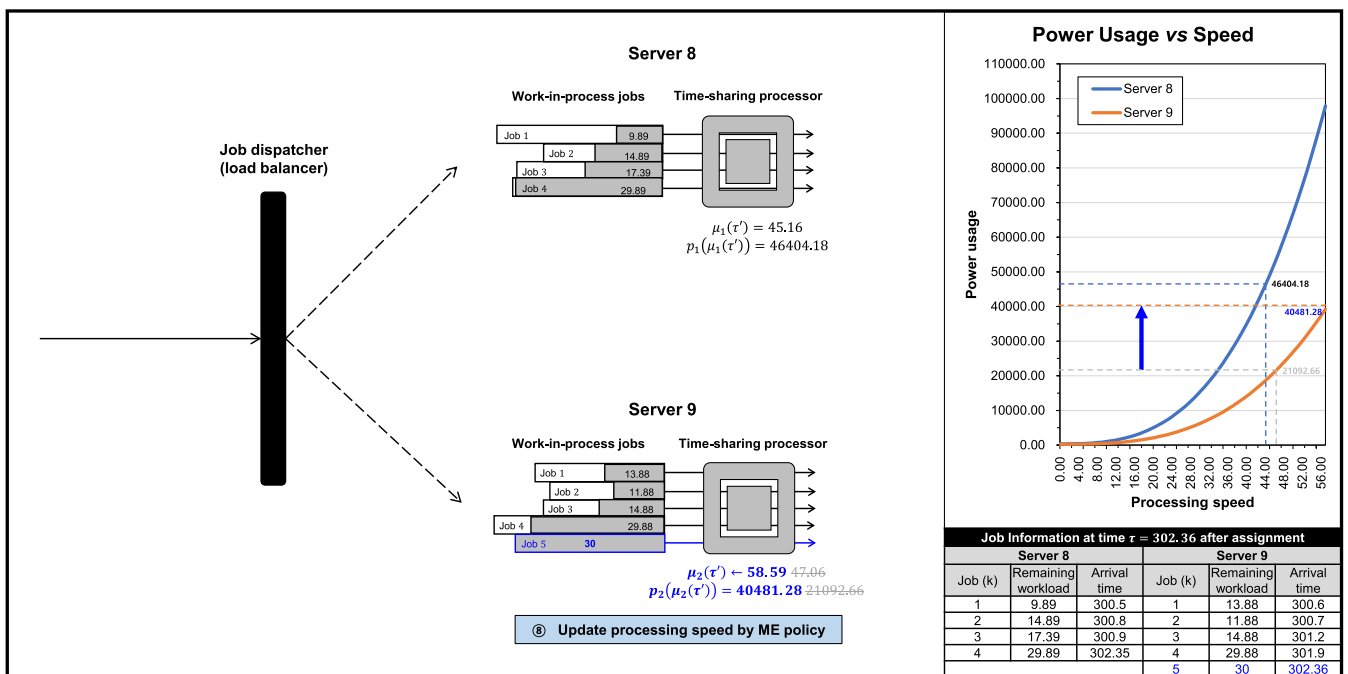 Server 8
Work-in-process jobs Time-sharing processor
Job 1 9.89
Job 2 14.89
Job 3 17.39
Job 4 29.89
μ₁(τ′) = 45.16
p₁(μ₁(τ′)) = 46404.18
Job dispatcher
(load balancer)
Server 9
Work-in-process jobs Time-sharing processor
Job 1 13.88
Job 2 11.88
Job 3 14.88
Job 4 29.88
Job 5 30
μ₂(τ′) ← 58.59 47.06
p₂(μ₂(τ′)) = 40481.28 21092.66
⑧ Update processing speed by ME policy
Power Usage vs Speed
Power usage
110000.00
100000.00
90000.00
80000.00
70000.00
60000.00
50000.00
40000.00
30000.00
20000.00
10000.00
0.00
Server 8
Server 9
46404.18
40481.28
21092.66
0.00 4.00 8.00 12.00 16.00 20.00 24.00 28.00 32.00 36.00 40.00 44.00 48.00 52.00 56.00
Processing speed
Job Information at time τ = 302.36 after assignment
Server 8 Server 9
Job (k) Remaining workload Arrival time Job (k) Remaining workload Arrival time
1 9.89 300.5 1 13.88 300.6
2 14.89 300.8 2 11.88 300.7
3 17.39 300.9 3 14.88 301.2
4 29.89 302.35 4 29.88 301.9
5 30 302.36